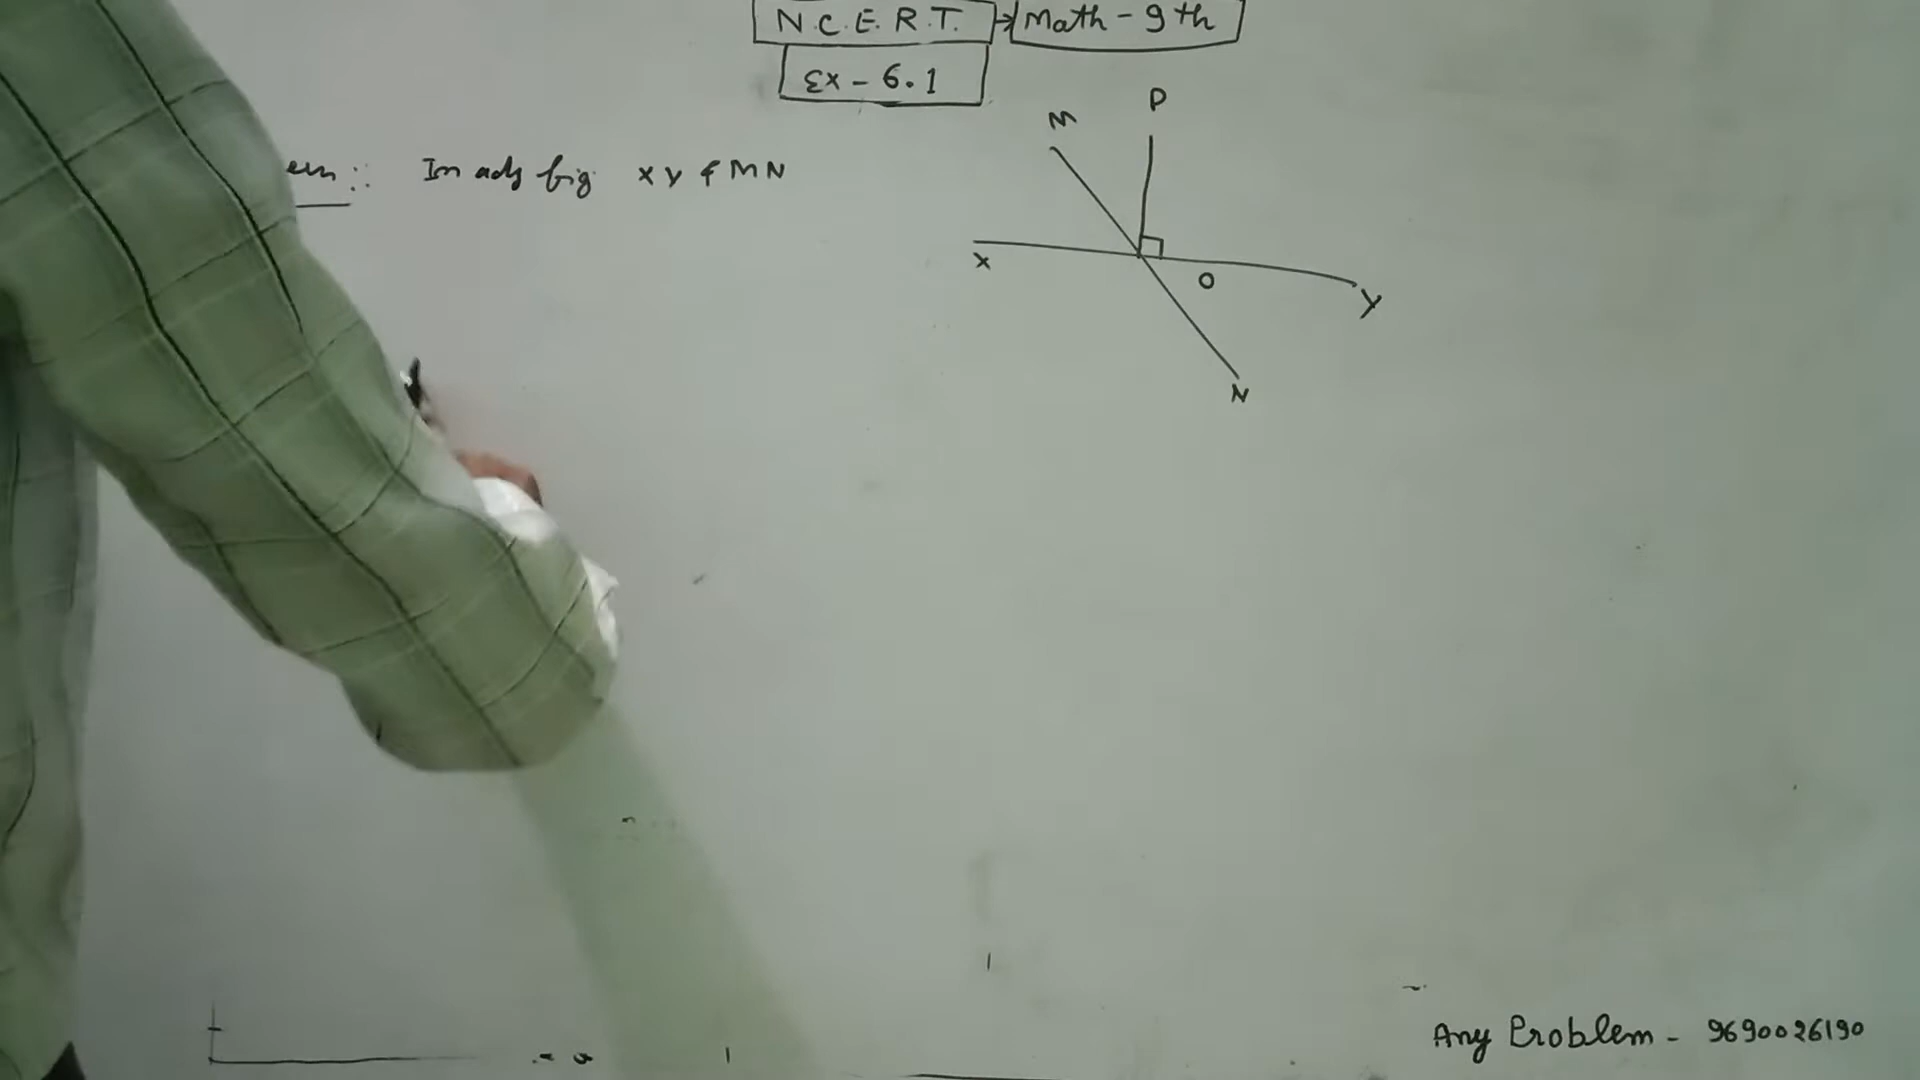 N.C.E.R.T. → Math - 9th
Ex - 6.1
In adj fig. XY & MN
M
P
X
O
Y
N
Any Problem - 9690026190